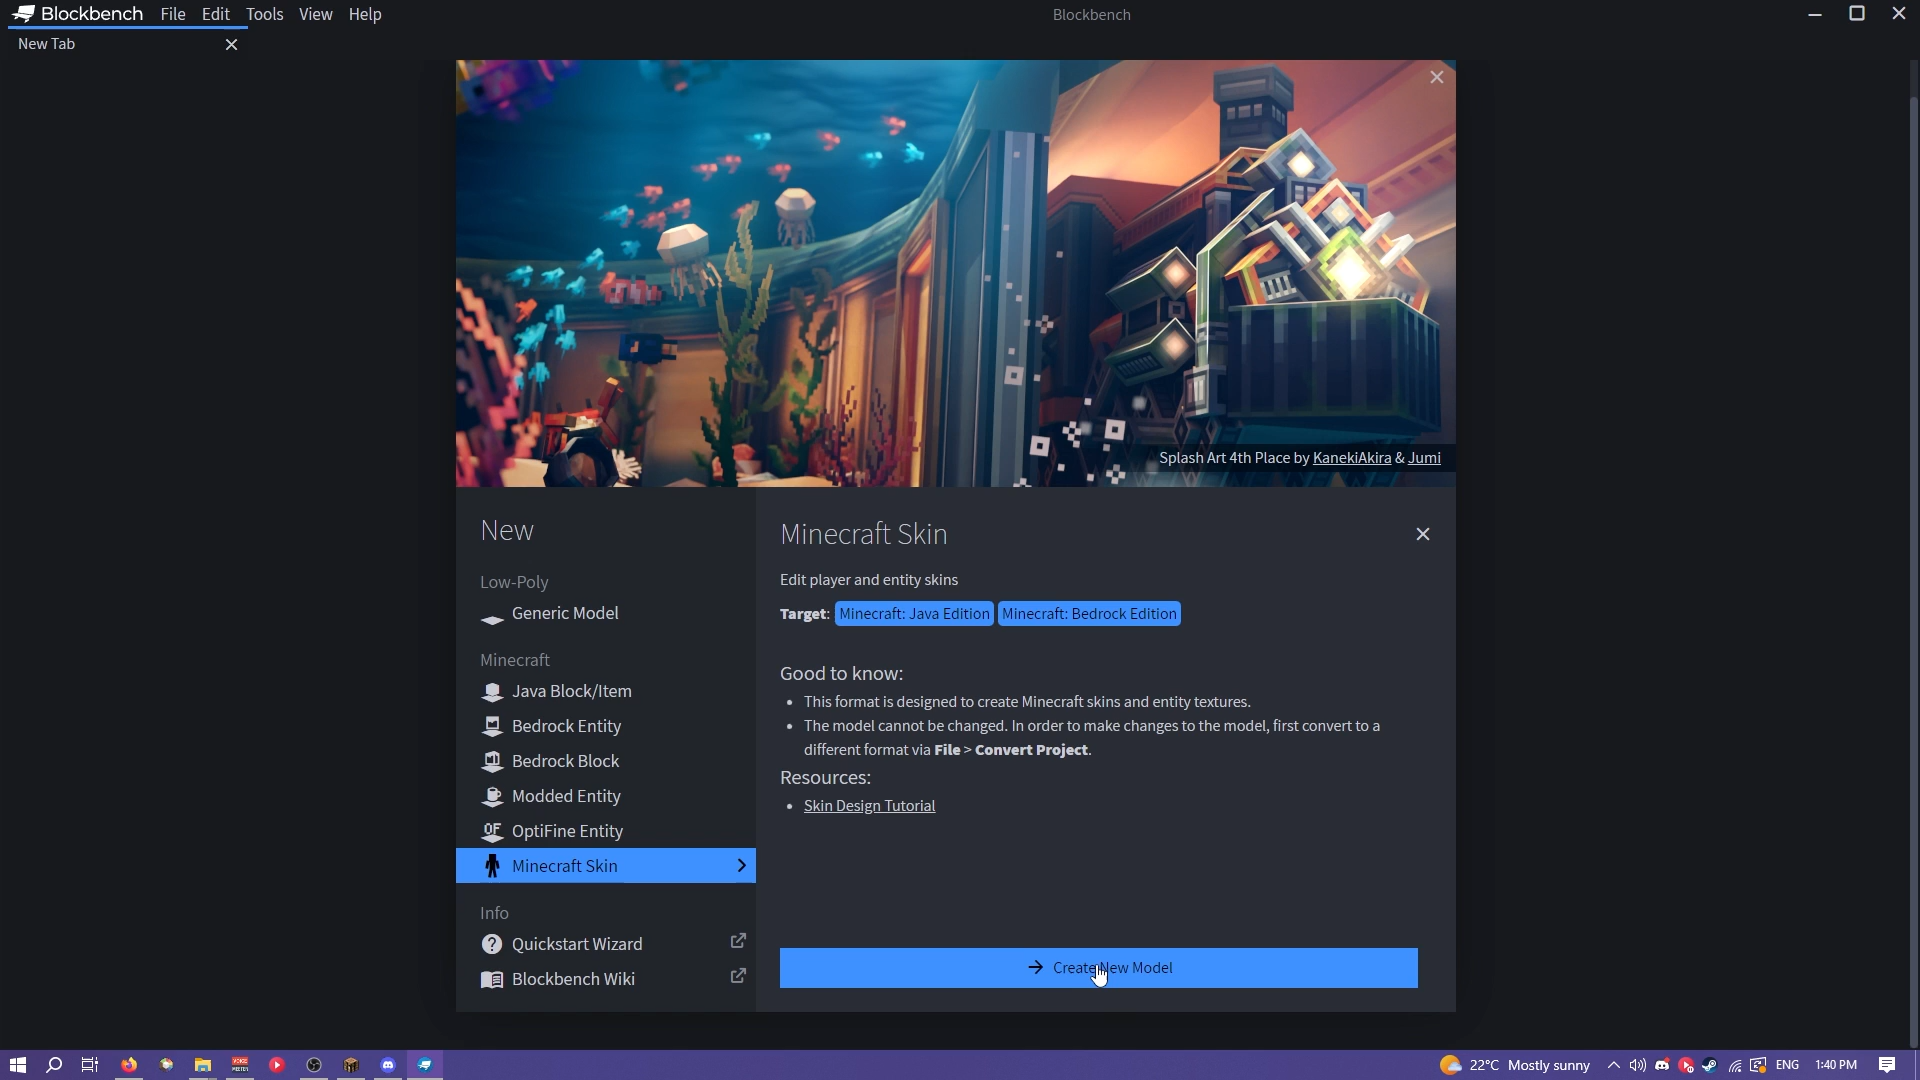 Blockbench File Edit Tools View Help
Blockbench
New Tab
Splash Art 4th Place by KanekiAkira & Jumi
New
Low-Poly
Generic Model
Minecraft
Java Block/Item
Bedrock Entity
Bedrock Block
Modded Entity
OptiFine Entity
Minecraft Skin
Info
Quickstart Wizard
Blockbench Wiki
Minecraft Skin
Edit player and entity skins
Target: Minecraft: Java Edition Minecraft: Bedrock Edition
Good to know:
• This format is designed to create Minecraft skins and entity textures.
• The model cannot be changed. In order to make changes to the model, first convert to a
different format via File > Convert Project.
Resources:
• Skin Design Tutorial
Create New Model
22°C Mostly sunny ENG 1:40 PM